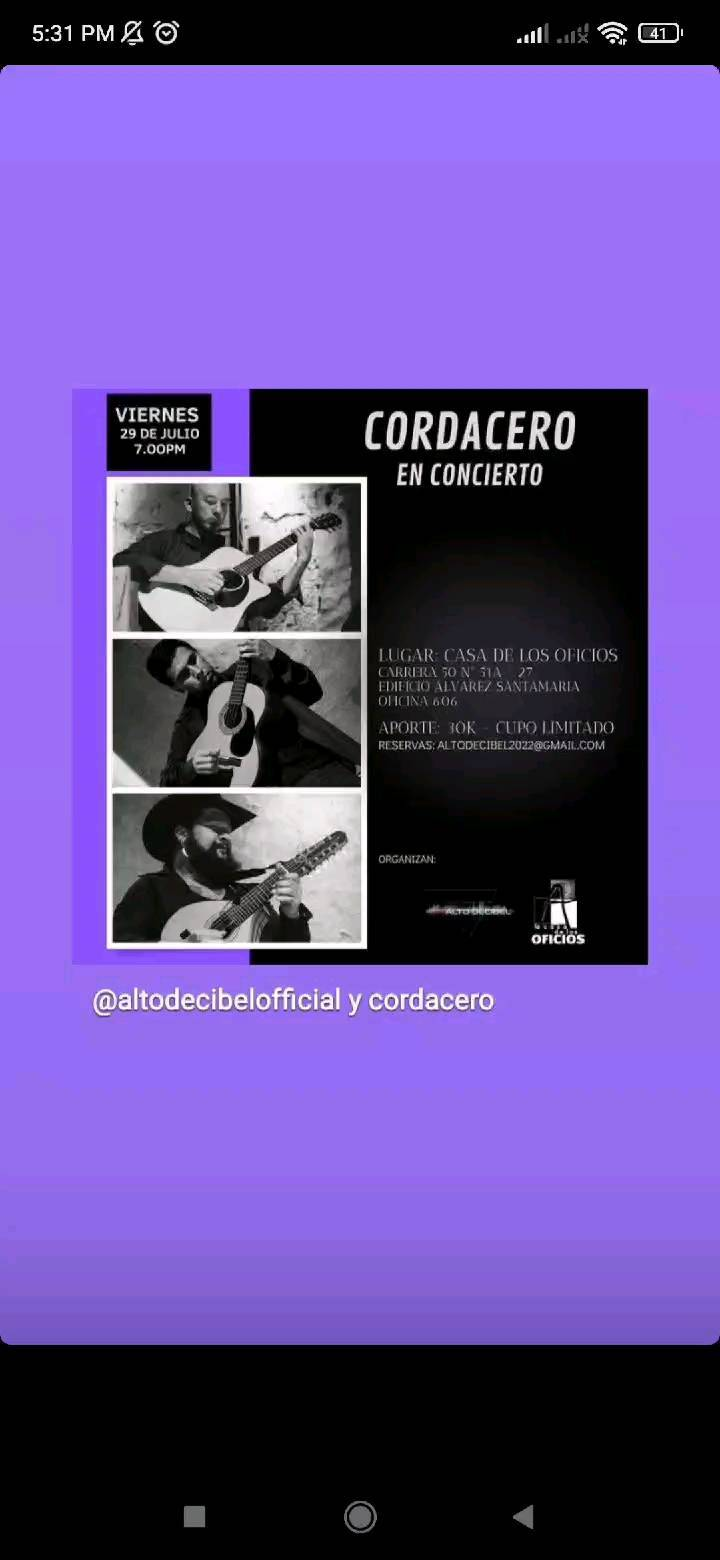 5:31 PM
41
VIERNES
29 DE JULIO
7.00PM
CORDACERO
EN CONCIERTO
LUGAR: CASA DE LOS OFICIOS
CARRERA 50 N° 51A - 27
EDIFICIO ALVAREZ SANTAMARIA
OFICINA 606
APORTE: 30K - CUPO LIMITADO
RESERVAS: ALTODECIBEL2022@GMAIL.COM
ORGANIZAN:
ALTO DECIBEL
de los
OFICIOS
@altodecibelofficial y cordacero